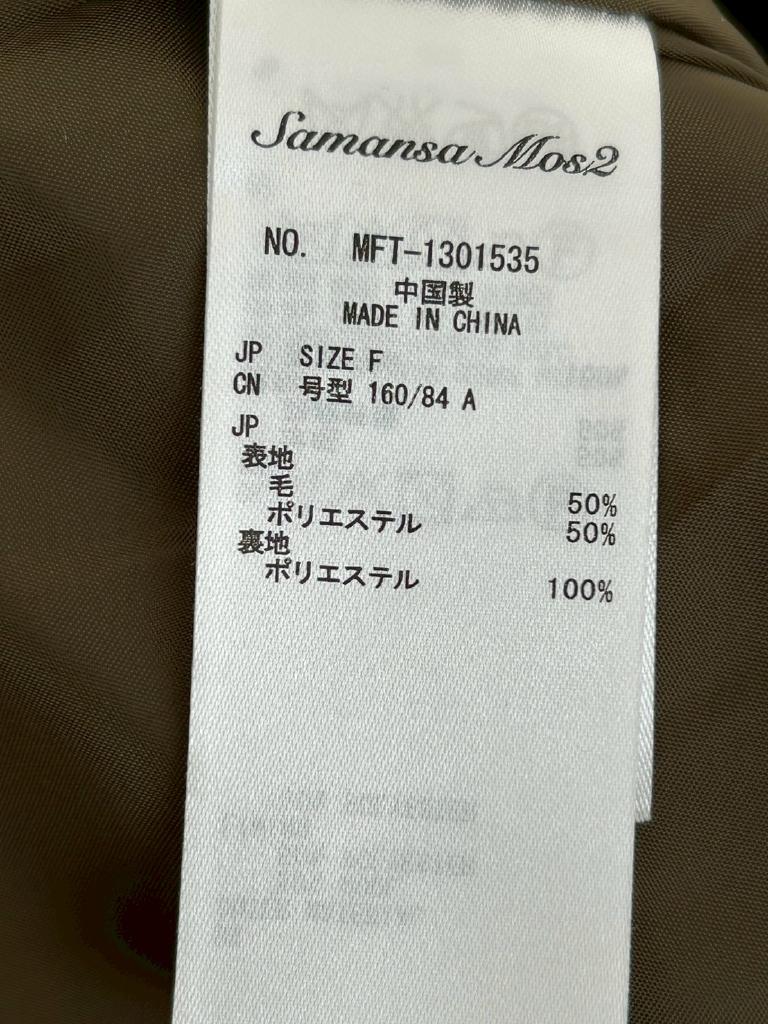 Samansa Mos2
NO. MFT-1301535
中国製
MADE IN CHINA
JP SIZE F
CN 号型 160/84 A
JP
表地
毛 50%
ポリエステル 50%
裏地
ポリエステル 100%